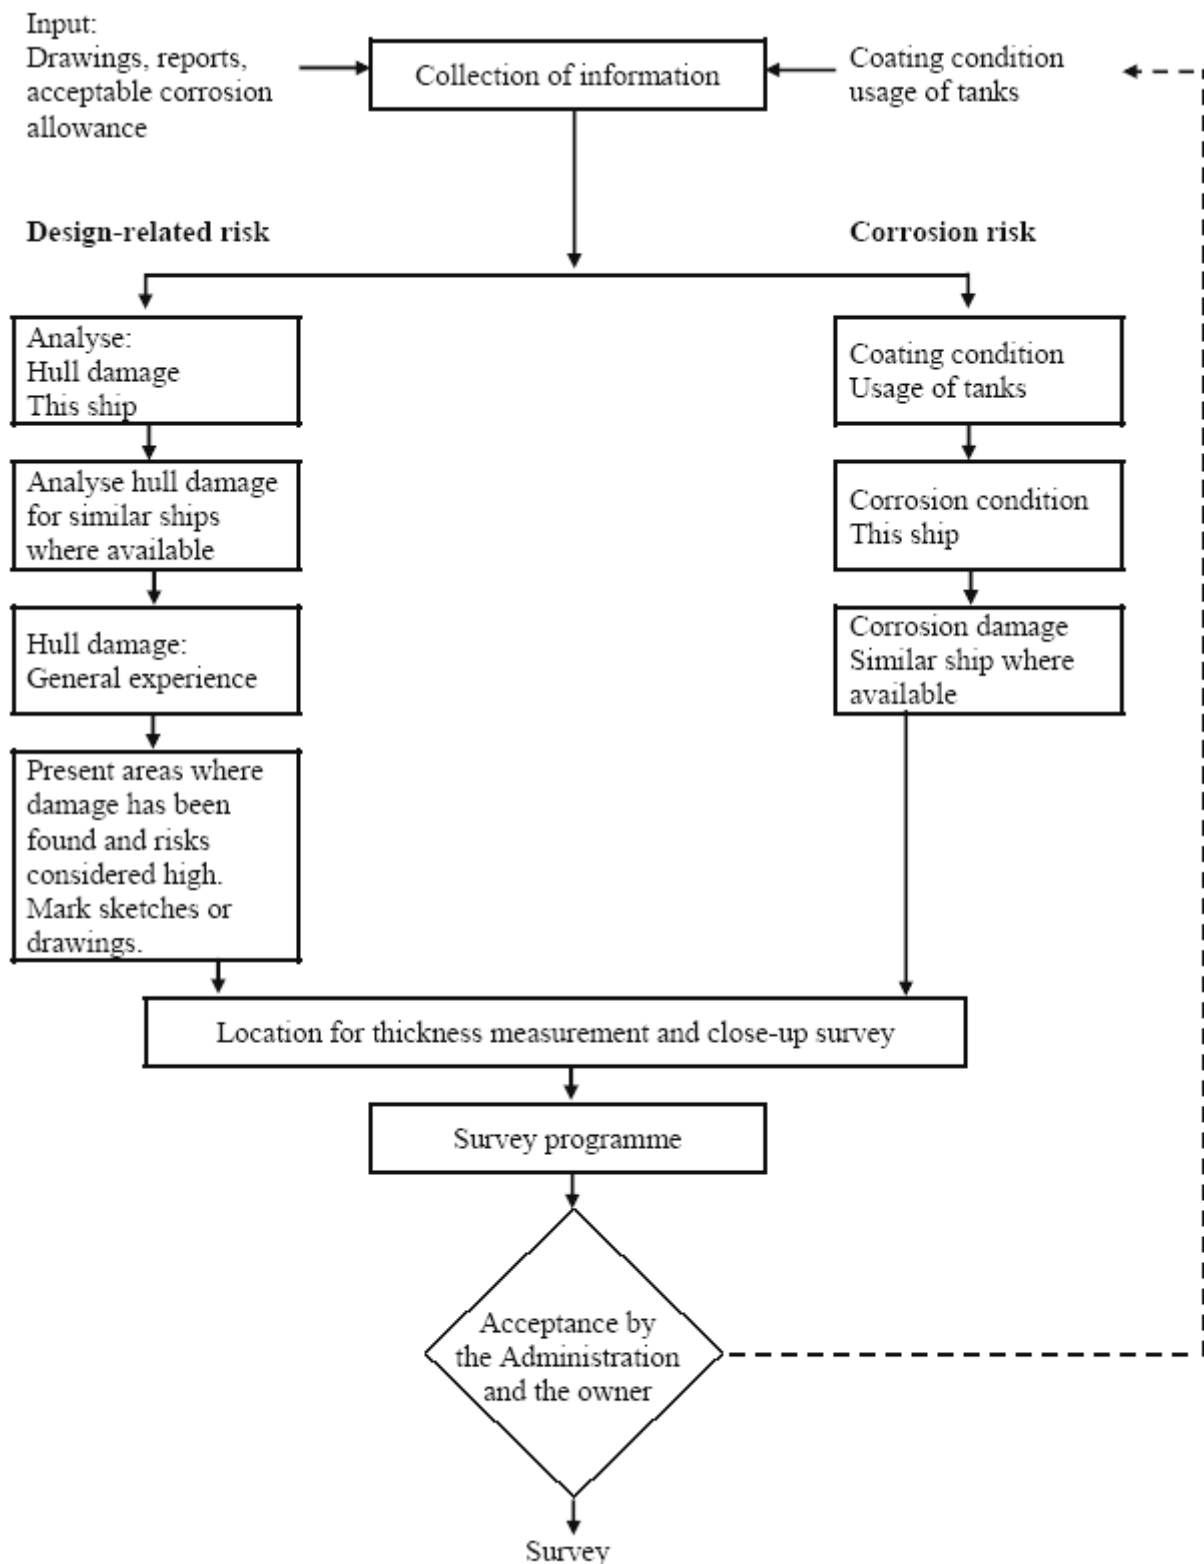 Input:
Drawings, reports,
acceptable corrosion
allowance
Collection of information
Coating condition
usage of tanks
Design-related risk
Corrosion risk
Analyse:
Hull damage
This ship
Analyse hull damage
for similar ships
where available
Hull damage:
General experience
Present areas where
damage has been
found and risks
considered high.
Mark sketches or
drawings.
Coating condition
Usage of tanks
Corrosion condition
This ship
Corrosion damage
Similar ship where
available
Location for thickness measurement and close-up survey
Survey programme
Acceptance by
the Administration
and the owner
Survey